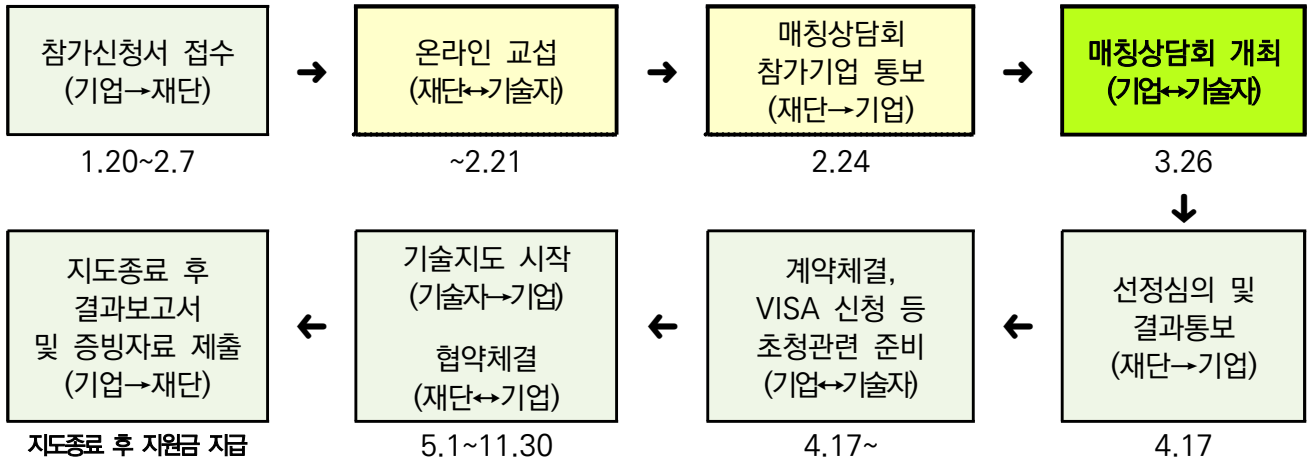 참가신청서 접수
(기업→재단)
→
온라인 교섭
(재단↔기술자)
→
매칭상담회
참가기업 통보
(재단→기업)
→
매칭상담회 개최
(기업↔기술자)
1.20~2.7
~2.21
2.24
3.26
↓
선정심의 및
결과통보
(재단→기업)
←
계약체결,
VISA 신청 등
초청관련 준비
(기업↔기술자)
←
기술지도 시작
(기술자→기업)
협약체결
(재단↔기업)
←
지도종료 후
결과보고서
및 증빙자료 제출
(기업→재단)
4.17
4.17~
5.1~11.30
지도종료 후 지원금 지급